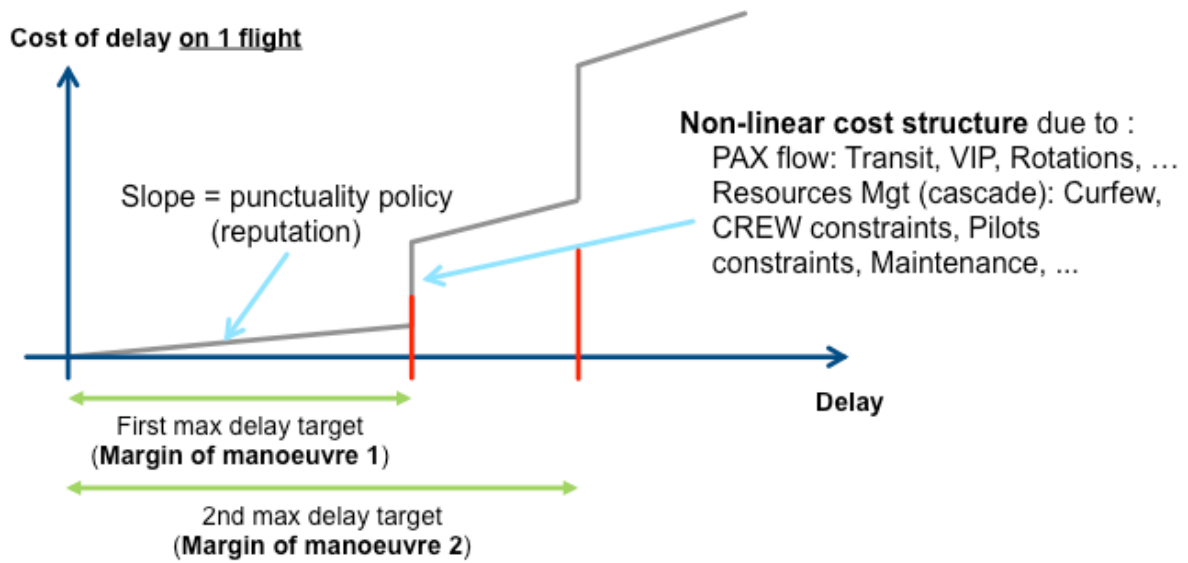 Cost of delay on 1 flight
Non-linear cost structure due to :
PAX flow: Transit, VIP, Rotations, …
Resources Mgt (cascade): Curfew,
CREW constraints, Pilots
constraints, Maintenance, ...
Slope = punctuality policy
(reputation)
Delay
First max delay target
(Margin of manoeuvre 1)
2nd max delay target
(Margin of manoeuvre 2)